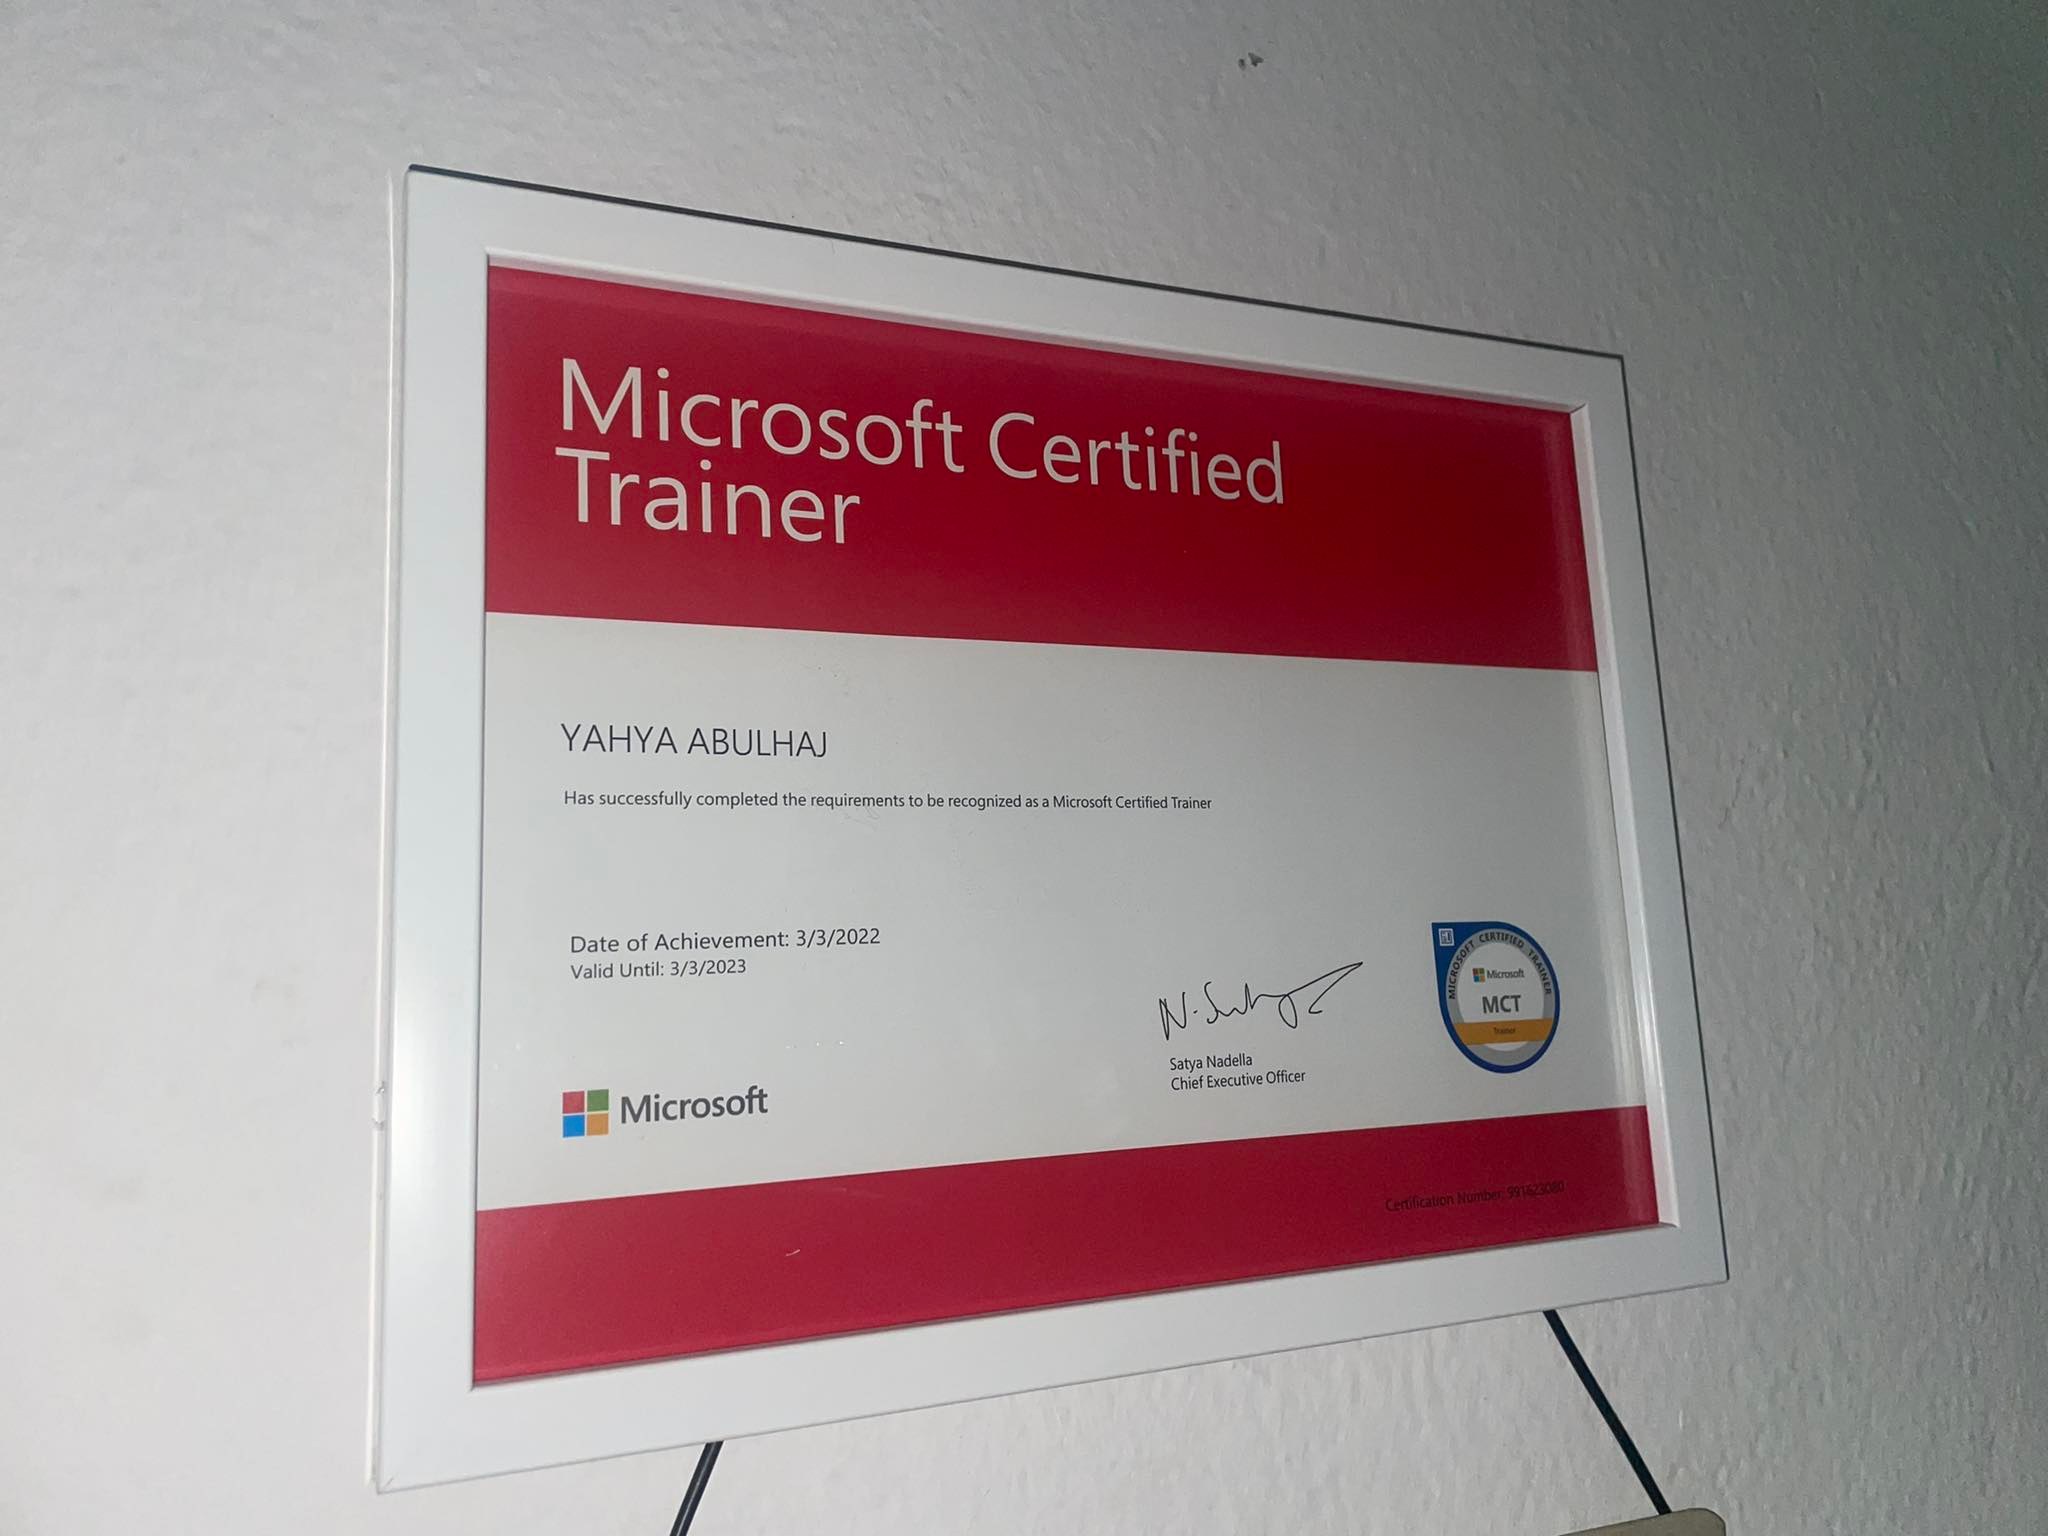 Microsoft Certified
Trainer
YAHYA ABULHAJ
Has successfully completed the requirements to be recognized as a Microsoft Certified Trainer
Date of Achievement: 3/3/2022
Valid Until: 3/3/2023
Satya Nadella
Chief Executive Officer
MICROSOFT CERTIFIED TRAINER
Microsoft
MCT
Trainer
Microsoft
Certification Number: 991623080